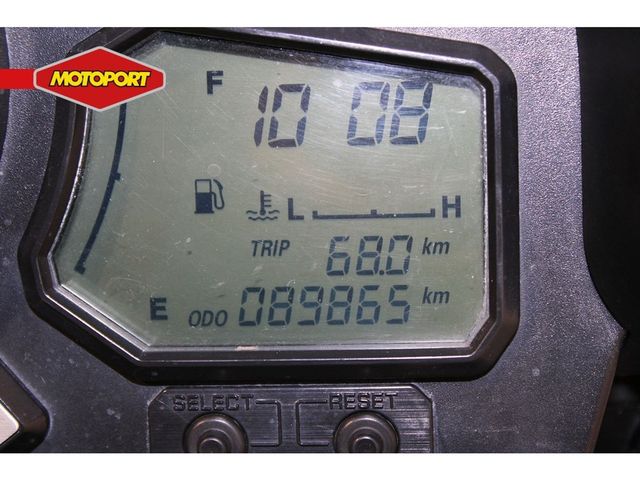 MOTOPORT
F
10 08
L H
TRIP 68.0 km
E ODO 089865 km
SELECT RESET